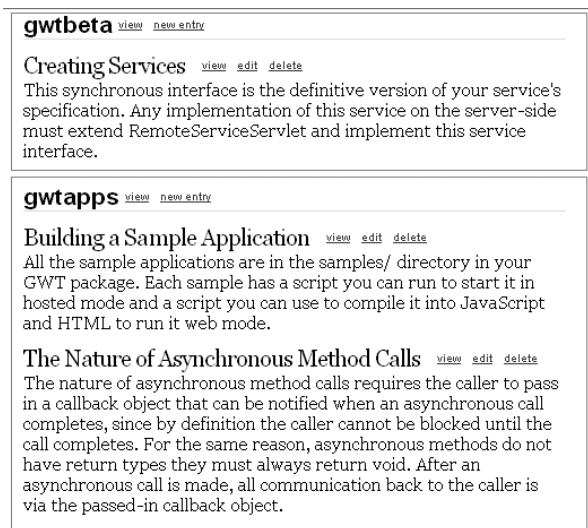 gwtbeta view new entry
Creating Services view edit delete
This synchronous interface is the definitive version of your service's
specification. Any implementation of this service on the server-side
must extend RemoteServiceServlet and implement this service
interface.
gwtapps view new entry
Building a Sample Application view edit delete
All the sample applications are in the samples/ directory in your
GWT package. Each sample has a script you can run to start it in
hosted mode and a script you can use to compile it into JavaScript
and HTML to run it web mode.
The Nature of Asynchronous Method Calls view edit delete
The nature of asynchronous method calls requires the caller to pass
in a callback object that can be notified when an asynchronous call
completes, since by definition the caller cannot be blocked until the
call completes. For the same reason, asynchronous methods do not
have return types they must always return void. After an
asynchronous call is made, all communication back to the caller is
via the passed-in callback object.